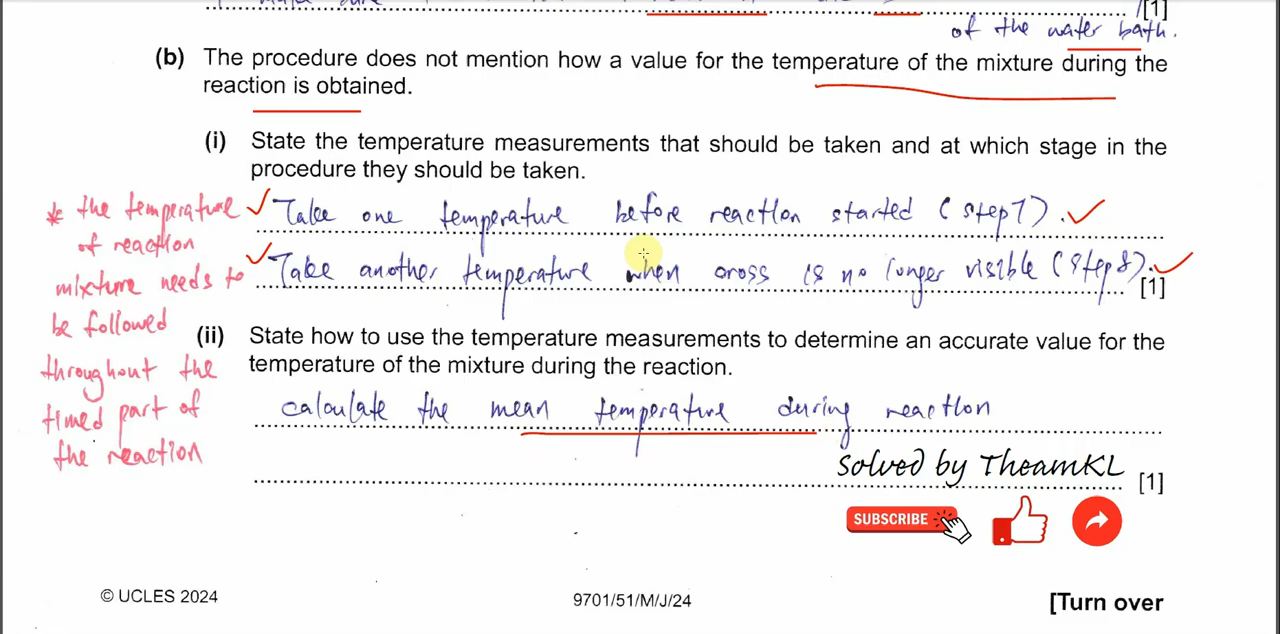 [1]
of the water bath.
(b) The procedure does not mention how a value for the temperature of the mixture during the
reaction is obtained.
(i) State the temperature measurements that should be taken and at which stage in the
procedure they should be taken.
* the temperature
of reaction
mixture needs to
be followed
throughout the
timed part of
the reaction
Take one temperature before reaction started (step 7).
Take another temperature when cross is no longer visible (step 8).
[1]
(ii) State how to use the temperature measurements to determine an accurate value for the
temperature of the mixture during the reaction.
calculate the mean temperature during reaction
Solved by TheamKL
[1]
SUBSCRIBE
© UCLES 2024
9701/51/M/J/24
[Turn over